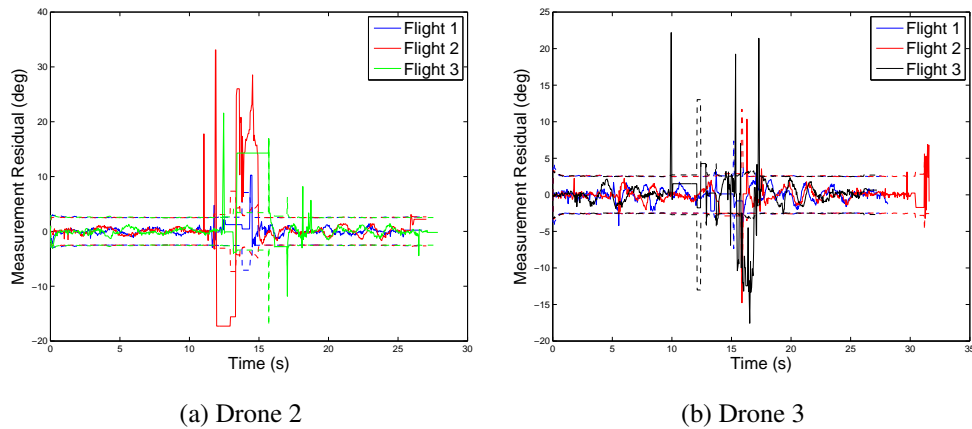 40
30
20
10
0
−10
−20
0 5 10 15 20 25 30
Measurement Residual (deg)
Time (s)
Flight 1
Flight 2
Flight 3
(a) Drone 2
25
20
15
10
5
0
−5
−10
−15
−20
0 5 10 15 20 25 30 35
Measurement Residual (deg)
Time (s)
Flight 1
Flight 2
Flight 3
(b) Drone 3